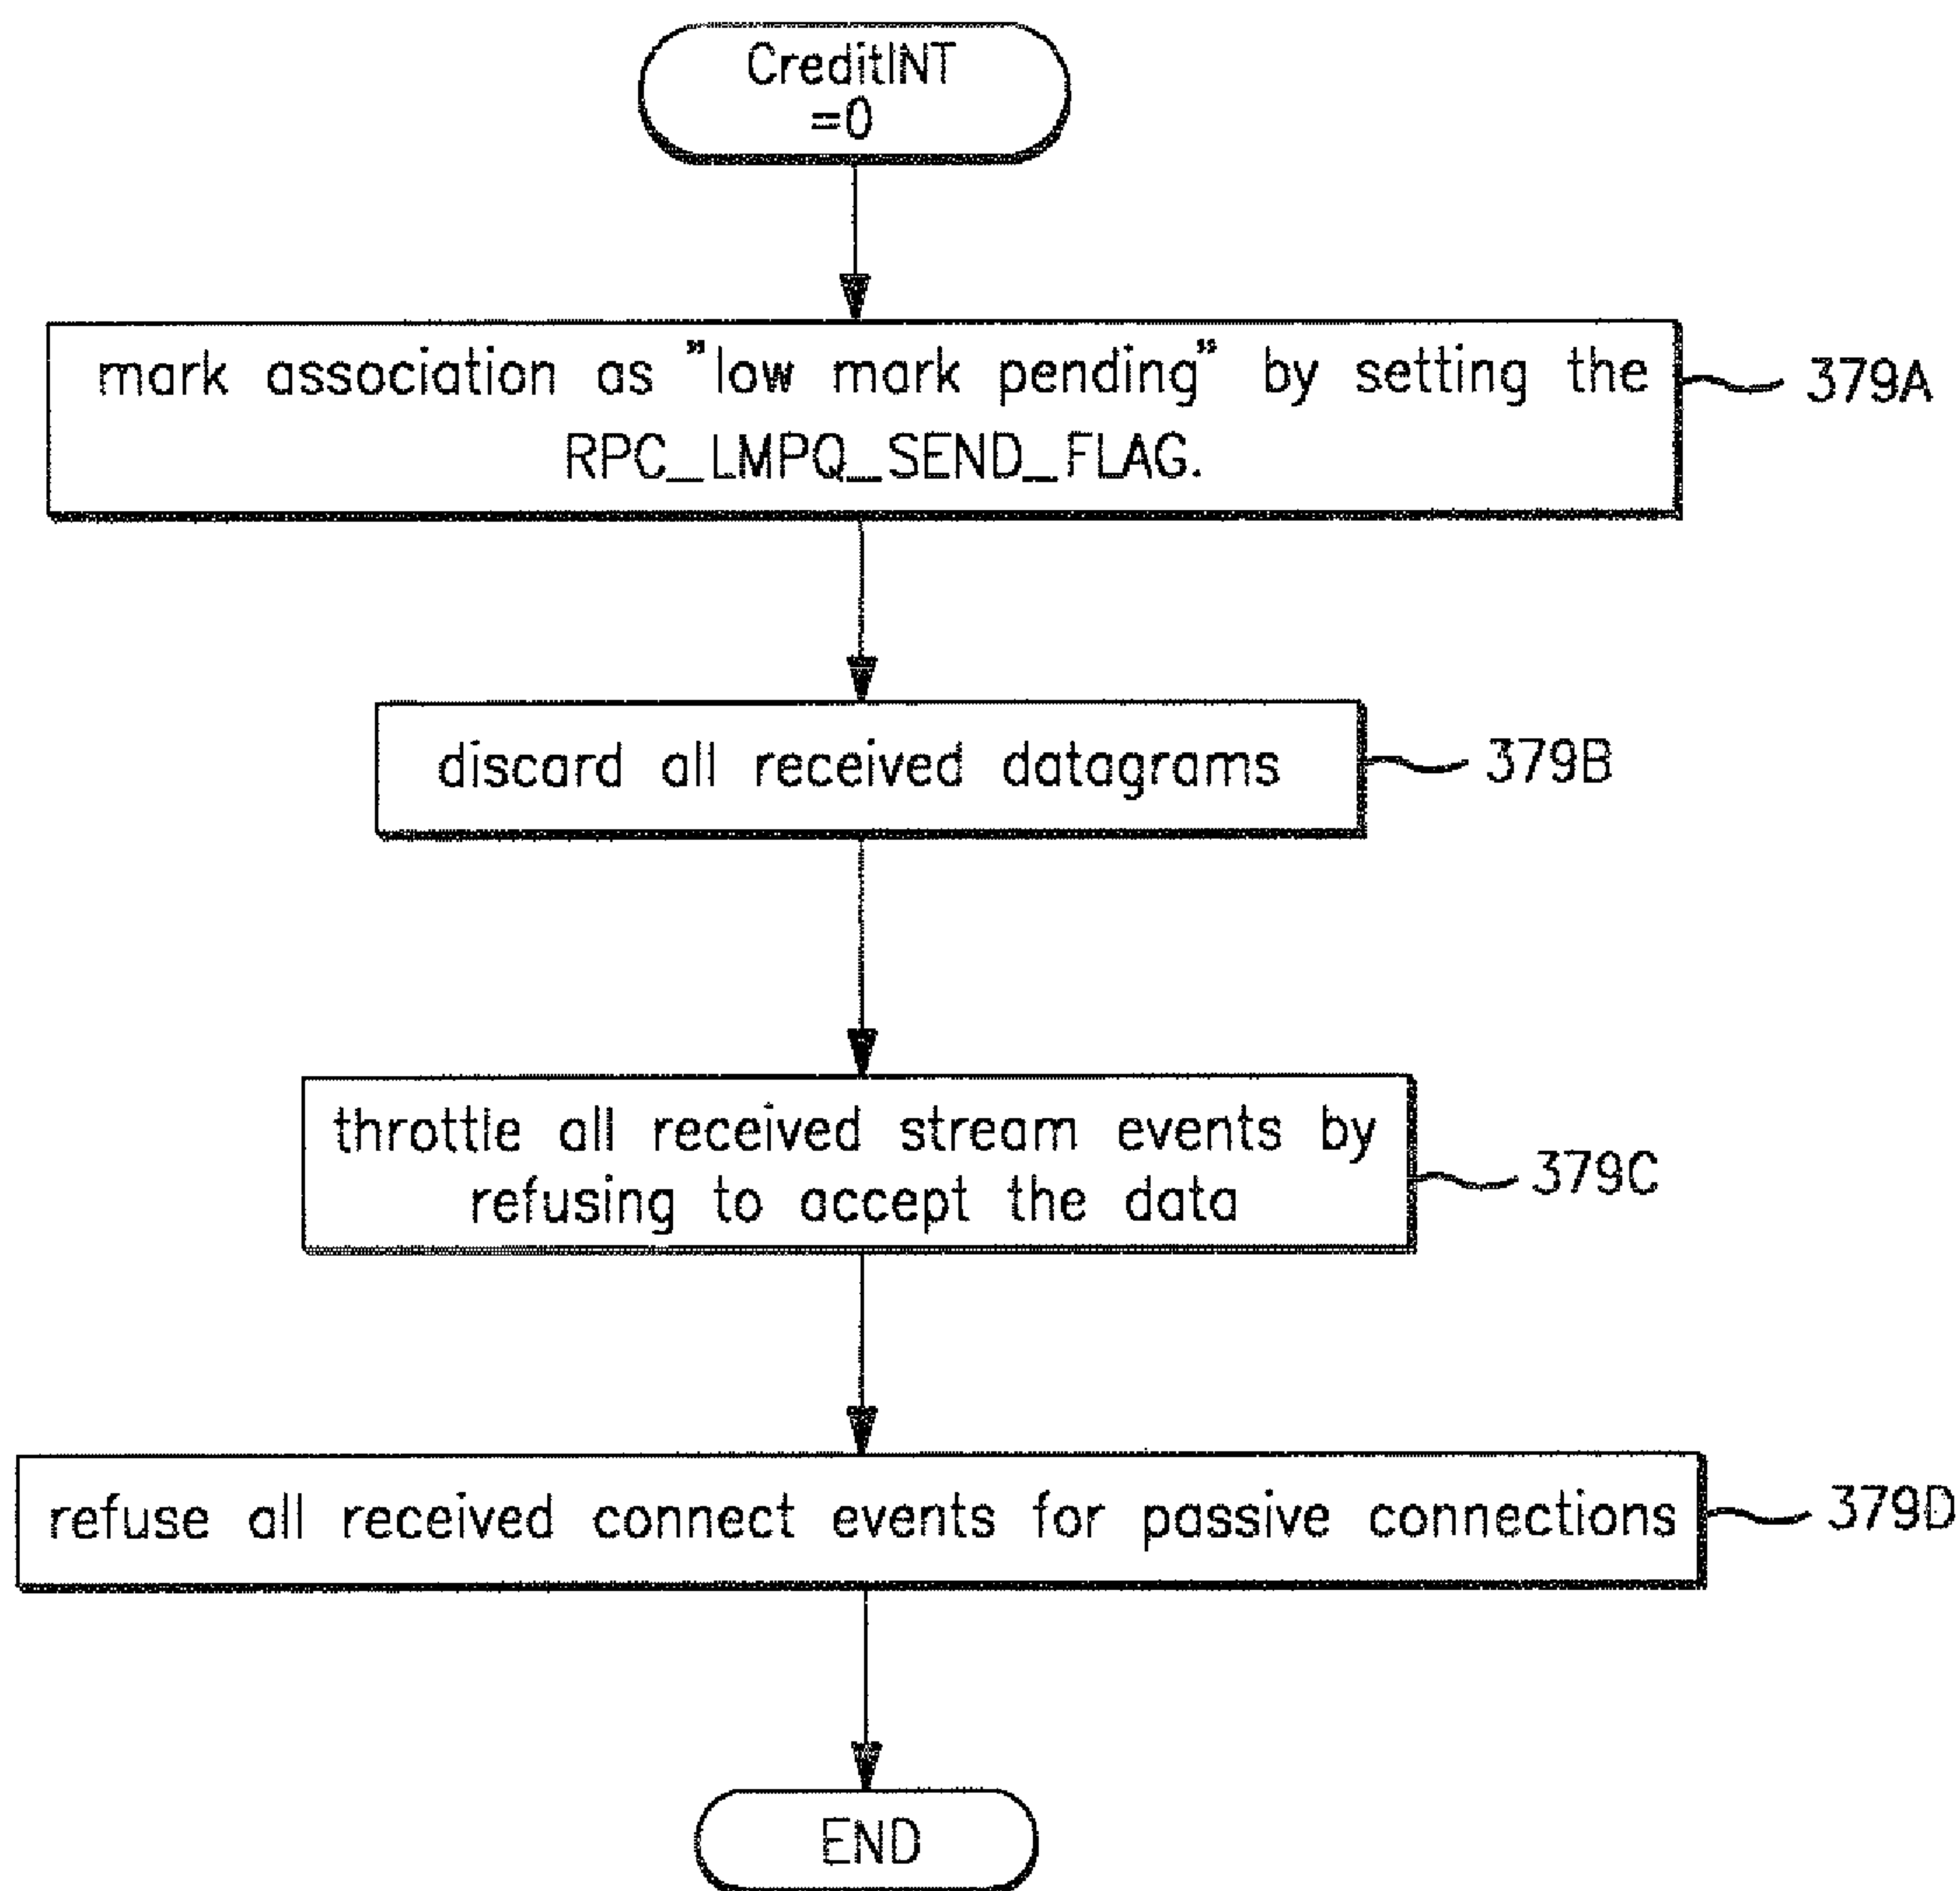 CreditINT
=0
mark association as "low mark pending" by setting the
RPC_LMPQ_SEND_FLAG.
379A
discard all received datagrams
379B
throttle all received stream events by
refusing to accept the data
379C
refuse all received connect events for passive connections
379D
END